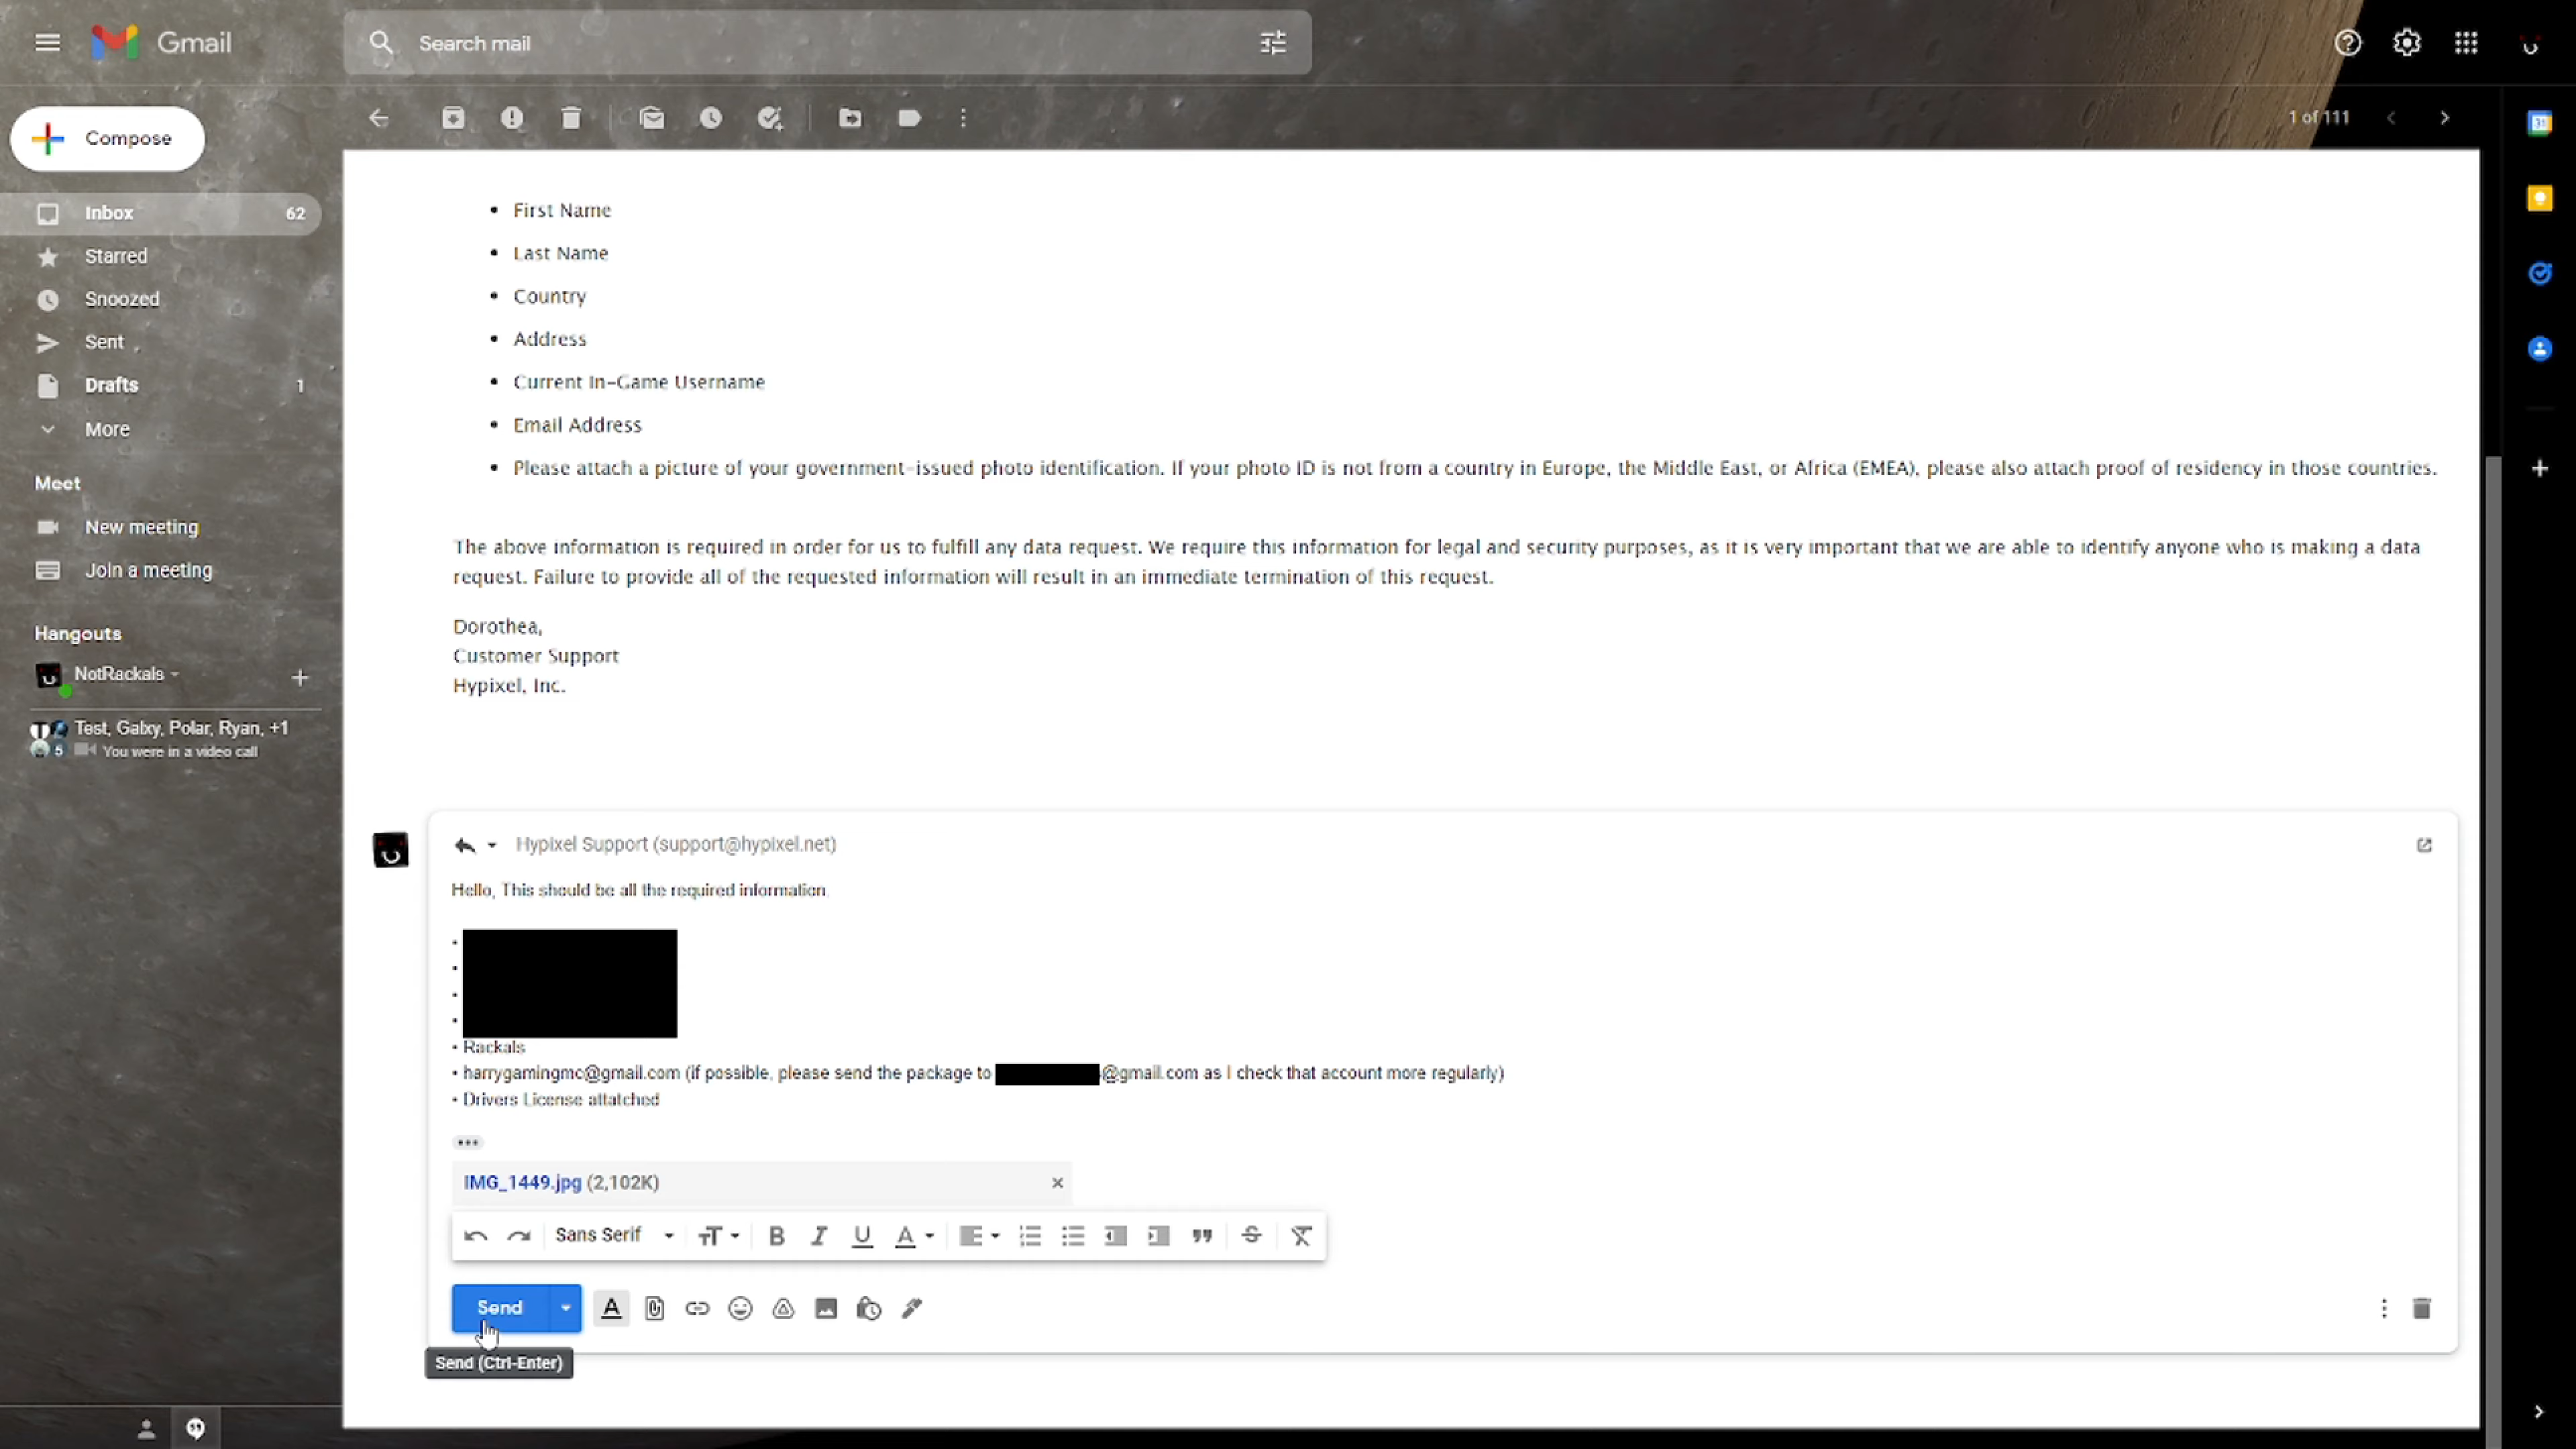 Gmail
Search mail
Compose
1 of 111
Inbox 62
Starred
Snoozed
Sent
Drafts 1
More
Meet
New meeting
Join a meeting
Hangouts
NotRackals
Test, Galxy, Polar, Ryan, +1
5 You were in a video call
31
• First Name
• Last Name
• Country
• Address
• Current In-Game Username
• Email Address
• Please attach a picture of your government-issued photo identification. If your photo ID is not from a country in Europe, the Middle East, or Africa (EMEA), please also attach proof of residency in those countries.
The above information is required in order for us to fulfill any data request. We require this information for legal and security purposes, as it is very important that we are able to identify anyone who is making a data
request. Failure to provide all of the requested information will result in an immediate termination of this request.
Dorothea,
Customer Support
Hypixel, Inc.
Hypixel Support (support@hypixel.net)
Hello, This should be all the required information.
• Rackals
• harrygamingmc@gmail.com (if possible, please send the package to @gmail.com as I check that account more regularly)
• Drivers License attatched
IMG_1449.jpg (2,102K)
Sans Serif
Send
Send (Ctrl-Enter)